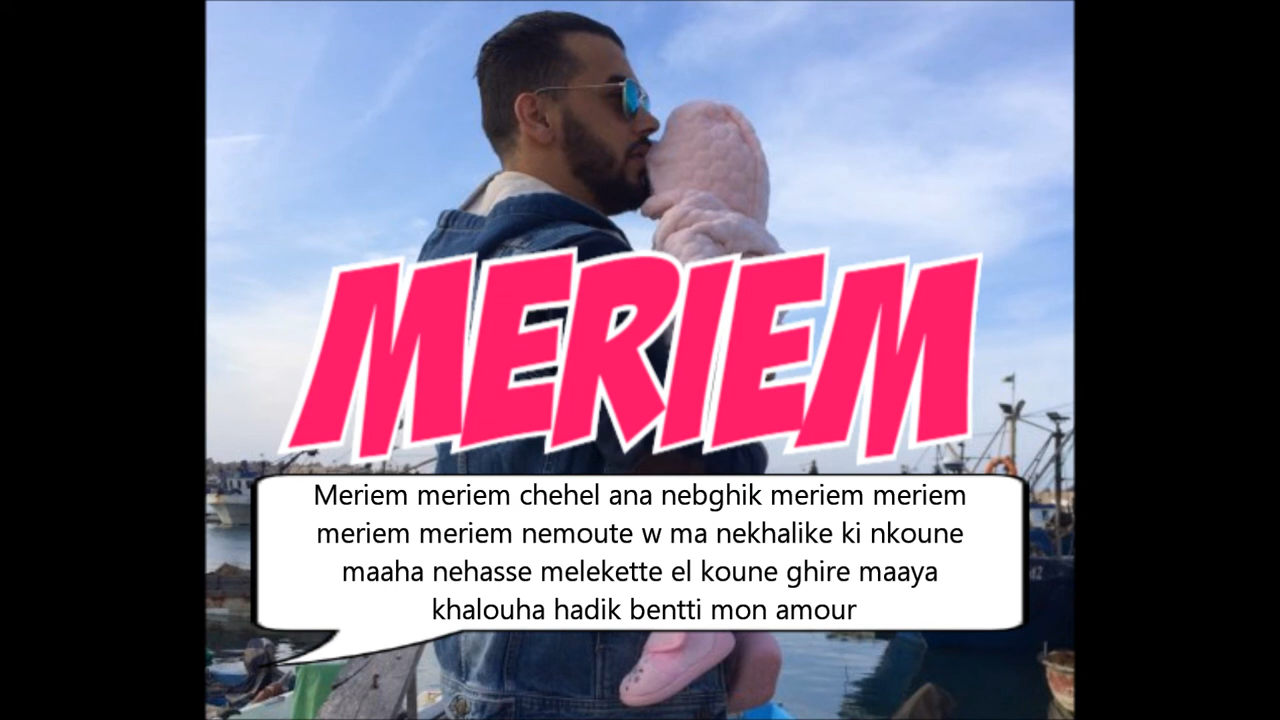 MERIEM
Meriem meriem chehel ana nebghik meriem meriem
meriem meriem nemoute w ma nekhalike ki nkoune
maaha nehasse melekette el koune ghire maaya
khalouha hadik bentti mon amour